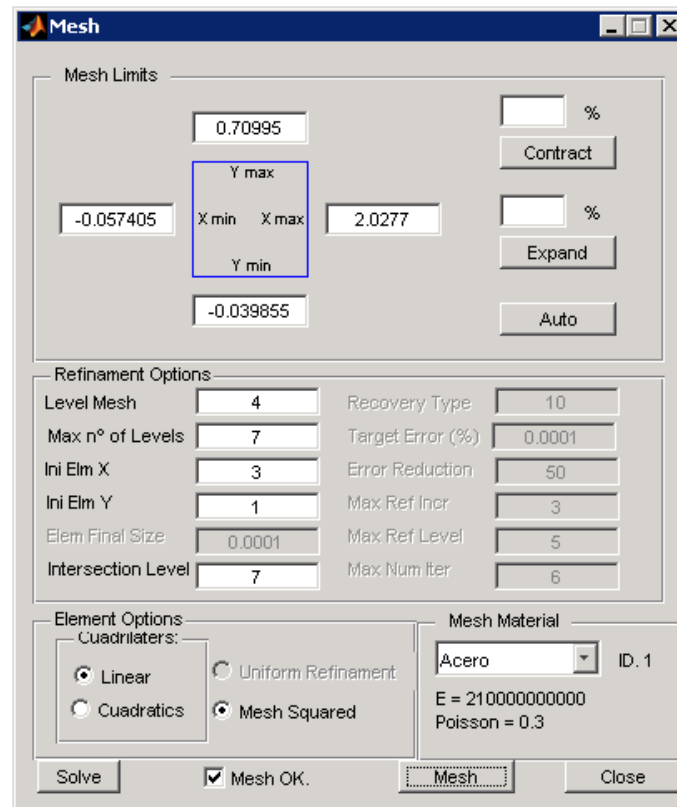 Mesh
Mesh Limits
%
0.70995
Contract
Y max
-0.057405 X min X max 2.0277 %
Y min
Expand
-0.039855
Auto
Refinament Options
Level Mesh 4 Recovery Type 10
Max nº of Levels 7 Target Error (%) 0.0001
Ini Elm X 3 Error Reduction 50
Ini Elm Y 1 Max Ref Incr 3
Elem Final Size 0.0001 Max Ref Level 5
Intersection Level 7 Max Num Iter 6
Element Options Mesh Material
Cuadrilaters:
Acero ID. 1
Linear Uniform Refinament
E = 210000000000
Cuadratics Mesh Squared
Poisson = 0.3
Solve Mesh OK. Mesh Close